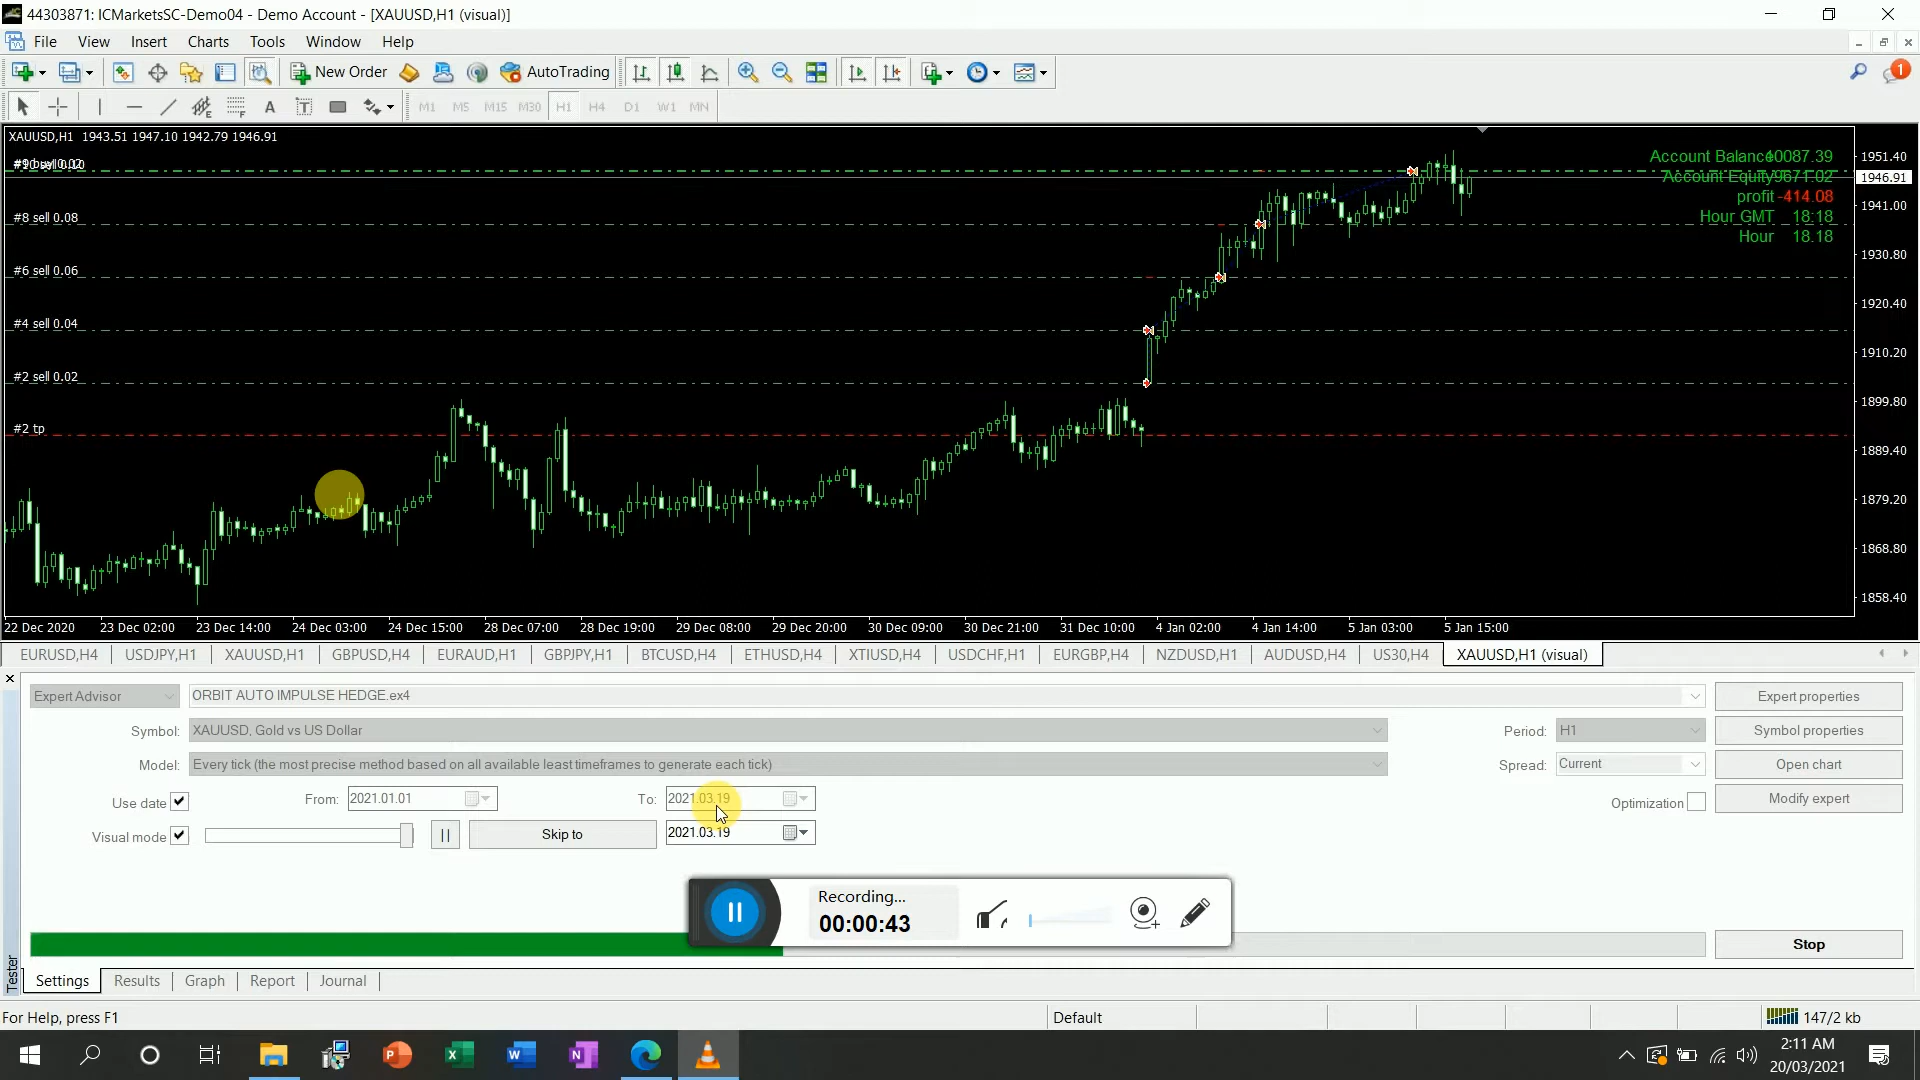 44303871: ICMarketsSC-Demo04 - Demo Account - [XAUUSD,H1 (visual)]
File View Insert Charts Tools Window Help
New Order AutoTrading 1
M1 M5 M15 M30 H1 H4 D1 W1 MN
XAUUSD,H1 1943.51 1947.10 1942.79 1946.91
Account Balance 10087.39
1951.40
Account Equity 9671.02
1946.91
profit -414.08
1941.00
#8 sell 0.08
Hour GMT 18:18
Hour 18.18
1930.80
#6 sell 0.06
1920.40
#4 sell 0.04
1910.20
#2 sell 0.02
1899.80
#2 tp
1889.40
1879.20
1868.80
1858.40
22 Dec 2020 23 Dec 02:00 23 Dec 14:00 24 Dec 03:00 24 Dec 15:00 28 Dec 07:00 28 Dec 19:00 29 Dec 08:00 29 Dec 20:00 30 Dec 09:00 30 Dec 21:00 31 Dec 10:00 4 Jan 02:00 4 Jan 14:00 5 Jan 03:00 5 Jan 15:00
EURUSD,H4 USDJPY,H1 XAUUSD,H1 GBPUSD,H4 EURAUD,H1 GBPJPY,H1 BTCUSD,H4 ETHUSD,H4 XTIUSD,H4 USDCHF,H1 EURGBP,H4 NZDUSD,H1 AUDUSD,H4 US30,H4 XAUUSD,H1 (visual)
Expert Advisor ORBIT AUTO IMPULSE HEDGE.ex4 Expert properties
Symbol: XAUUSD, Gold vs US Dollar Period: H1 Symbol properties
Model: Every tick (the most precise method based on all available least timeframes to generate each tick) Spread: Current Open chart
Use date From: 2021.01.01 To: 2021.03.19 Optimization Modify expert
Visual mode Skip to 2021.03.19
Recording...
00:00:43
Stop
Tester
Settings Results Graph Report Journal
For Help, press F1 Default 147/2 kb
2:11 AM
20/03/2021